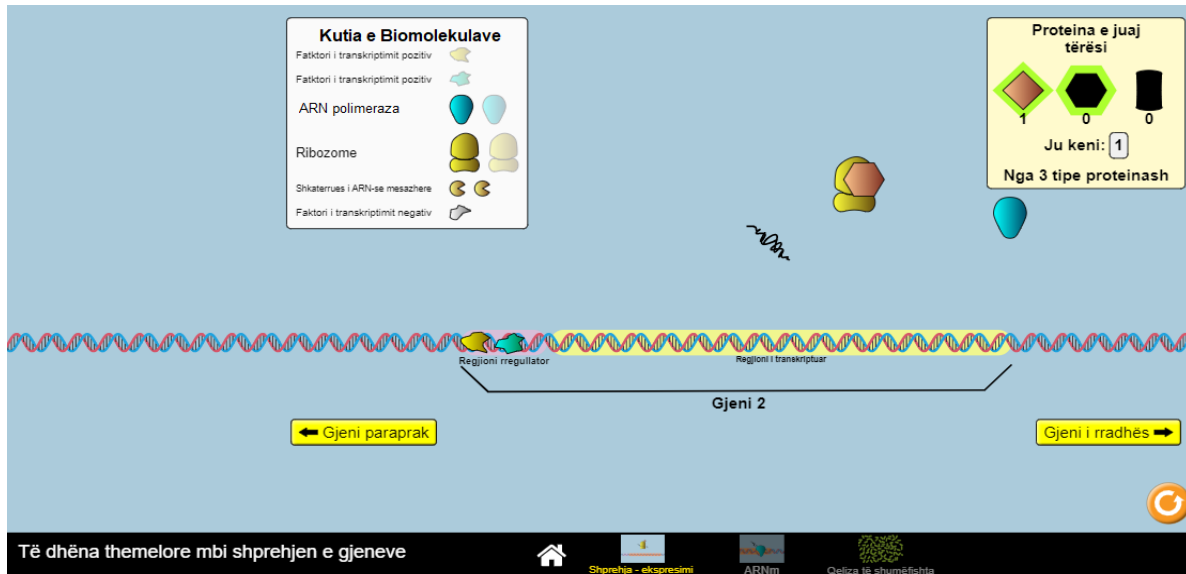 Kutia e Biomolekulave
Fatktori i transkriptimit pozitiv
Fatktori i transkriptimit pozitiv
ARN polimeraza
Ribozome
Shkaterrues i ARN-se mesazhere
Faktori i transkriptimit negativ
Proteina e juaj
tërësi
1
0
0
Ju keni: 1
Nga 3 tipe proteinash
Regjioni rregullator
Regjioni i transkriptuar
Gjeni 2
Gjeni paraprak
Gjeni i rradhës
Të dhëna themelore mbi shprehjen e gjeneve
Shprehja - ekspresimi
ARNm
Qeliza të shumëfishta